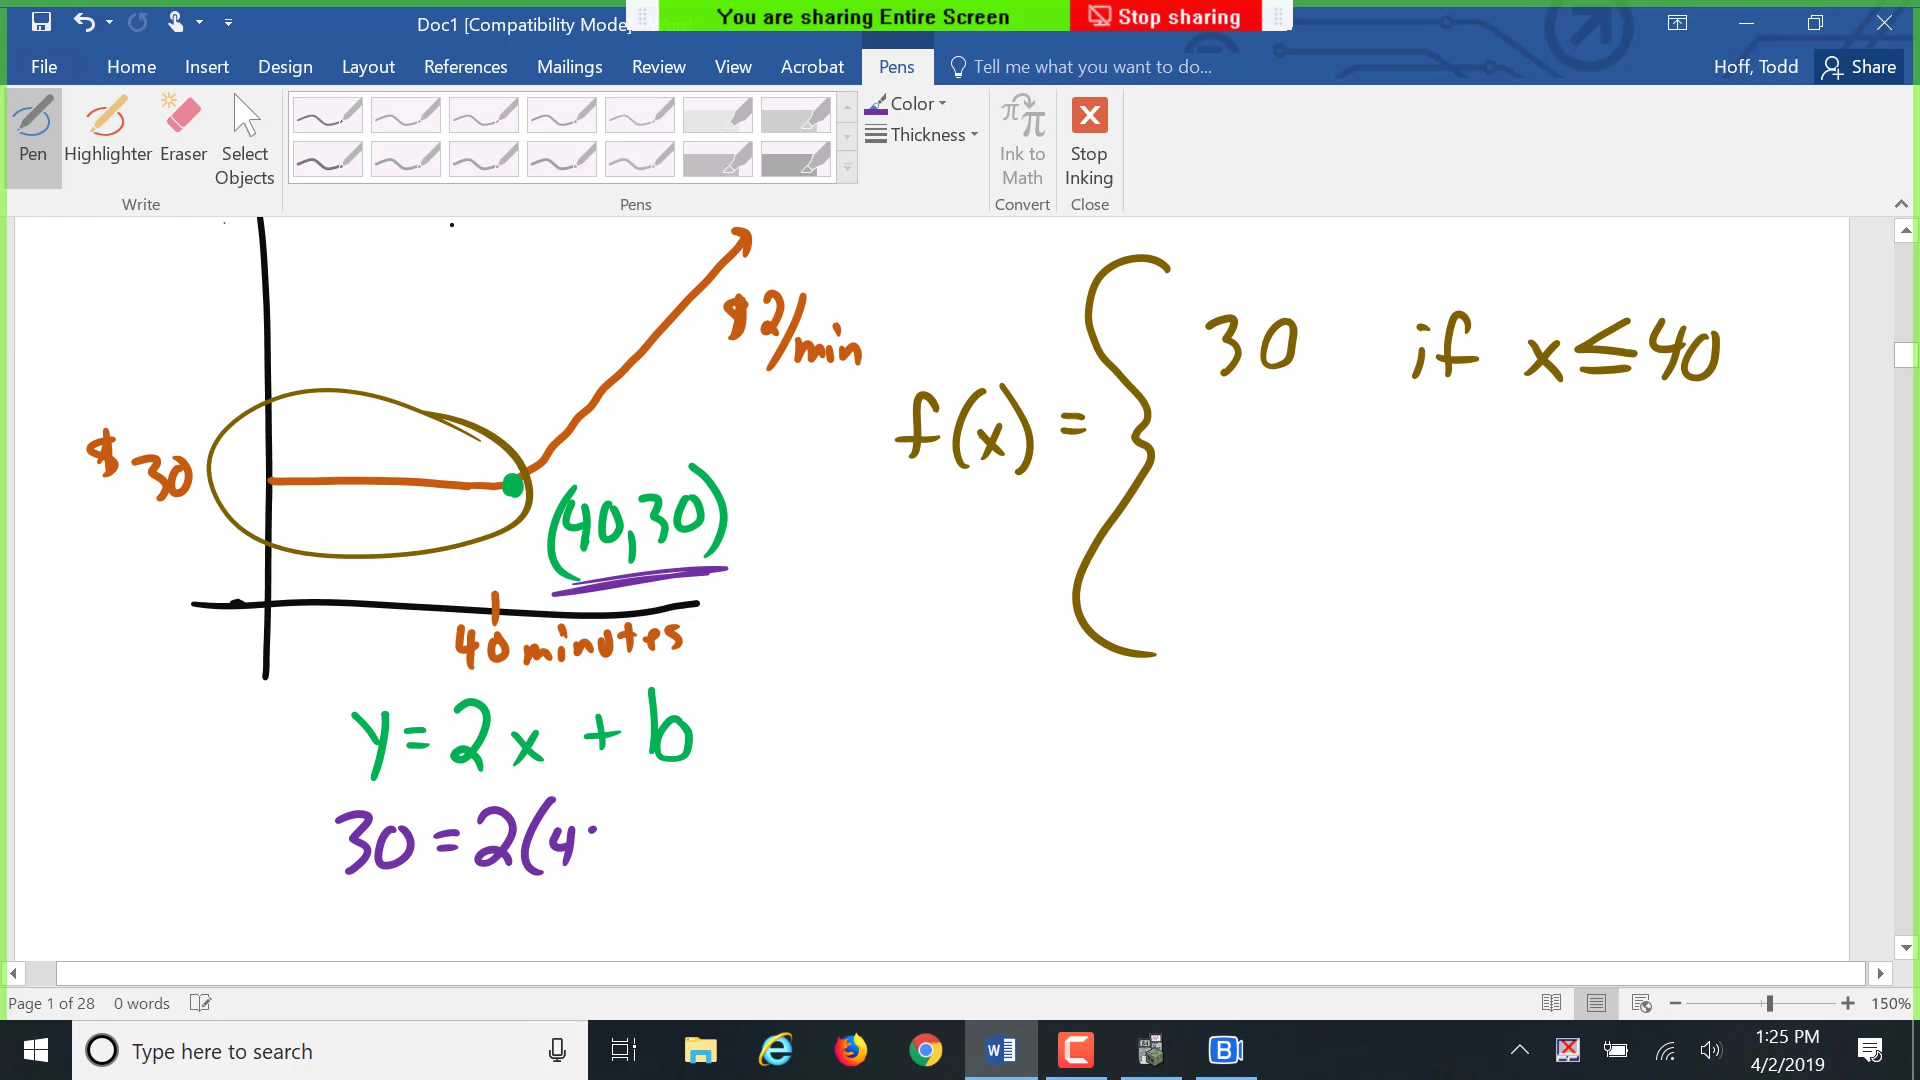 Doc1 [Compatibility Mode]
You are sharing Entire Screen
Stop sharing
File Home Insert Design Layout References Mailings Review View Acrobat Pens Tell me what you want to do... Hoff, Todd Share
Pen Highlighter Eraser Select Objects
Color
Thickness
Ink to Math
Stop Inking
Write Pens Convert Close
$2/min
$30
(40,30)
40 minutes
y=2x + b
30=2(4
f(x) =
30 if x≤40
Page 1 of 28 0 words 150%
Type here to search
1:25 PM
4/2/2019